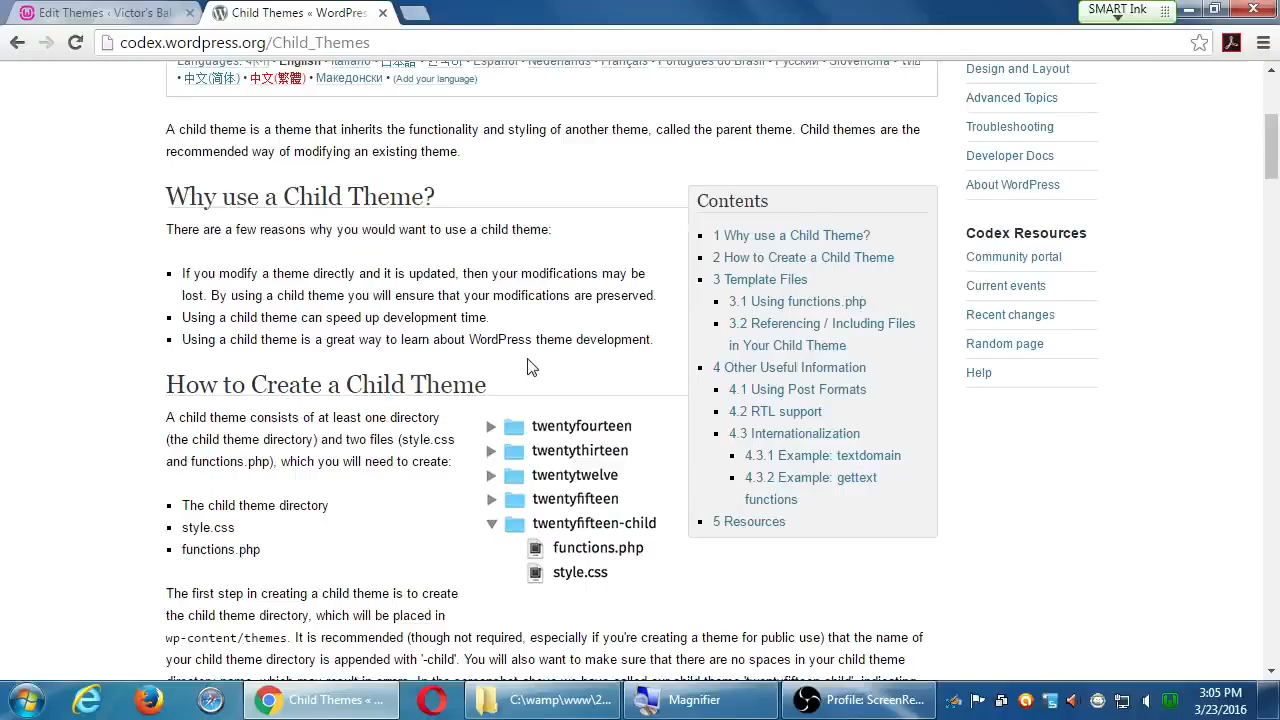 Edit Themes ‹ Victor's Bal
Child Themes « WordPres
SMART Ink
codex.wordpress.org/Child_Themes
• 中文(简体) • 中文(繁體) • Македонски • (Add your language)
A child theme is a theme that inherits the functionality and styling of another theme, called the parent theme. Child themes are the
recommended way of modifying an existing theme.
Why use a Child Theme?
There are a few reasons why you would want to use a child theme:
If you modify a theme directly and it is updated, then your modifications may be
lost. By using a child theme you will ensure that your modifications are preserved.
Using a child theme can speed up development time.
Using a child theme is a great way to learn about WordPress theme development.
How to Create a Child Theme
A child theme consists of at least one directory
(the child theme directory) and two files (style.css
and functions.php), which you will need to create:
The child theme directory
style.css
functions.php
twentyfourteen
twentythirteen
twentytwelve
twentyfifteen
twentyfifteen-child
functions.php
style.css
The first step in creating a child theme is to create
the child theme directory, which will be placed in
wp-content/themes. It is recommended (though not required, especially if you're creating a theme for public use) that the name of
your child theme directory is appended with '-child'. You will also want to make sure that there are no spaces in your child theme
Contents
1 Why use a Child Theme?
2 How to Create a Child Theme
3 Template Files
3.1 Using functions.php
3.2 Referencing / Including Files
in Your Child Theme
4 Other Useful Information
4.1 Using Post Formats
4.2 RTL support
4.3 Internationalization
4.3.1 Example: textdomain
4.3.2 Example: gettext
functions
5 Resources
Design and Layout
Advanced Topics
Troubleshooting
Developer Docs
About WordPress
Codex Resources
Community portal
Current events
Recent changes
Random page
Help
Child Themes « ...
C:\wamp\www\2...
Magnifier
Profile: ScreenRe...
3:05 PM
3/23/2016